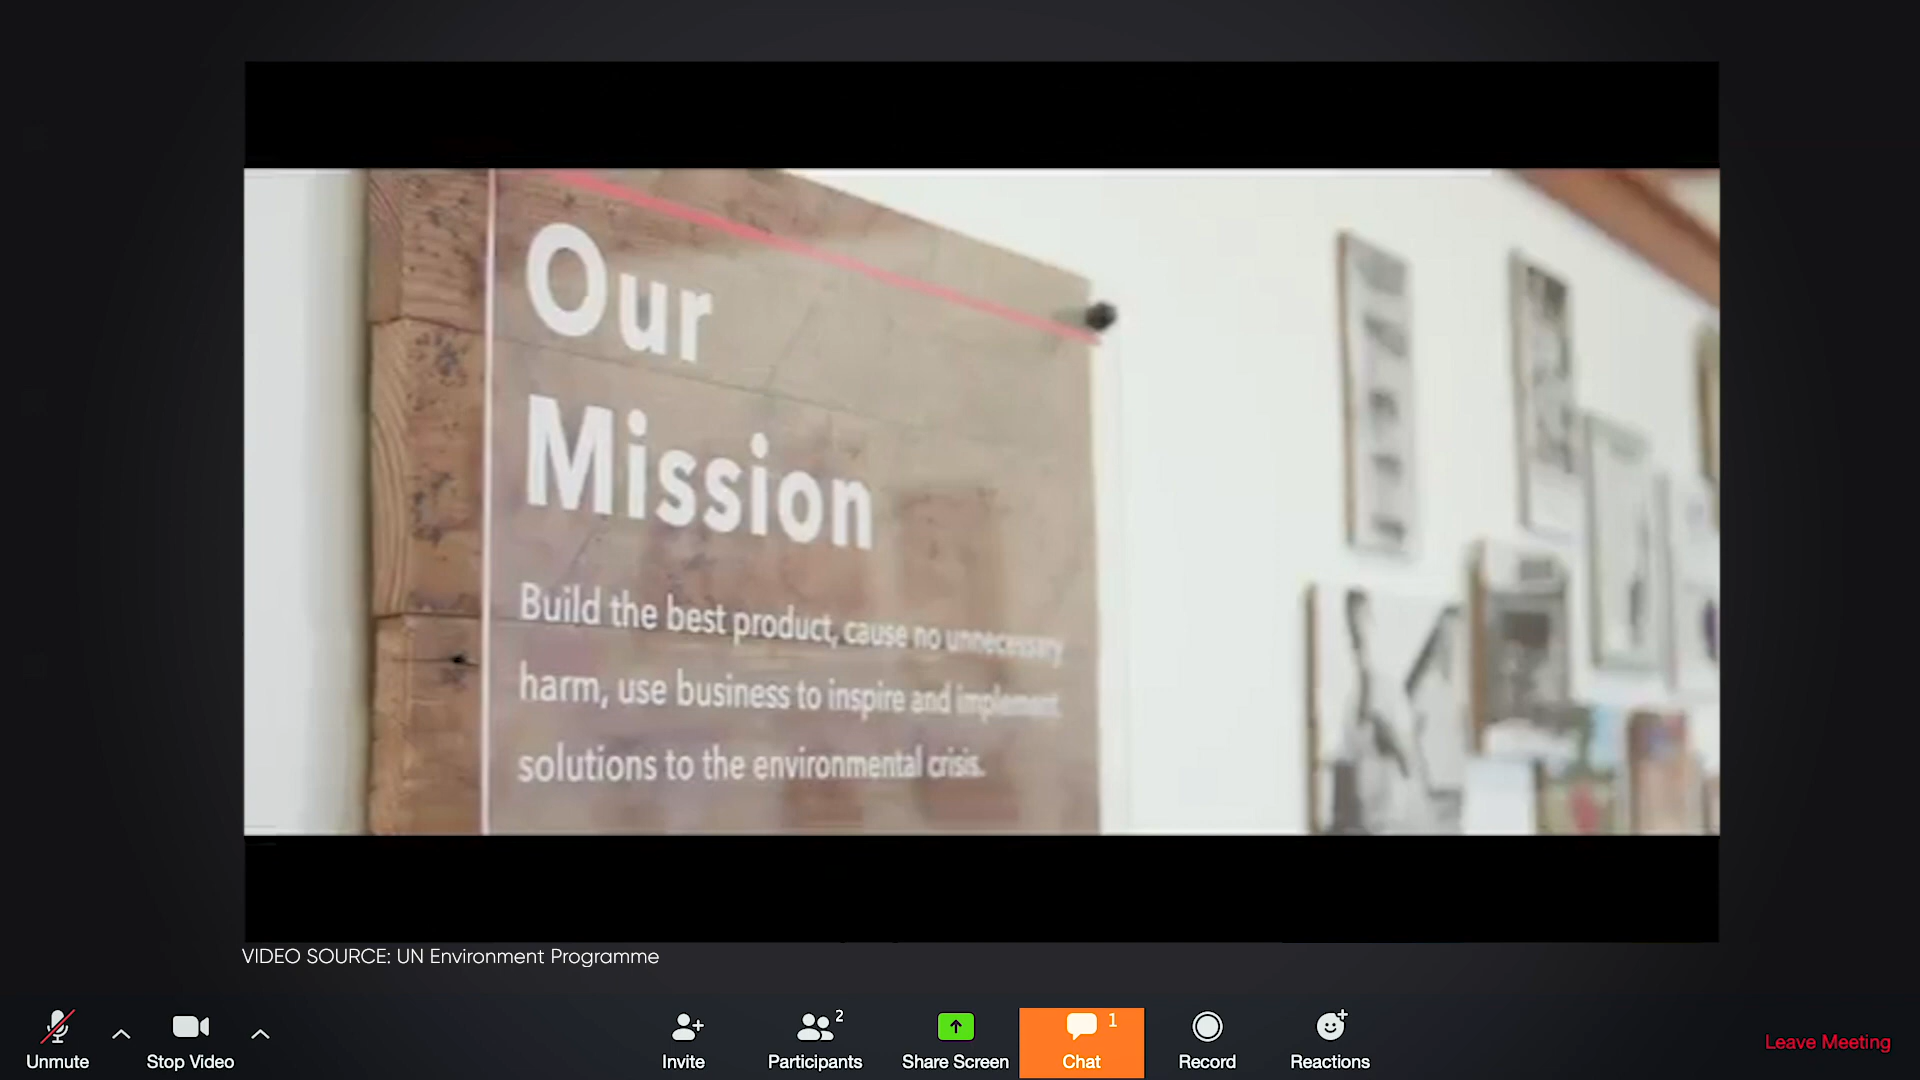 Our
Mission
Build the best product, cause no unnecessary
harm, use business to inspire and implement
solutions to the environmental crisis.
VIDEO SOURCE: UN Environment Programme
Unmute
Stop Video
Invite
2
Participants
Share Screen
1
Chat
Record
Reactions
Leave Meeting